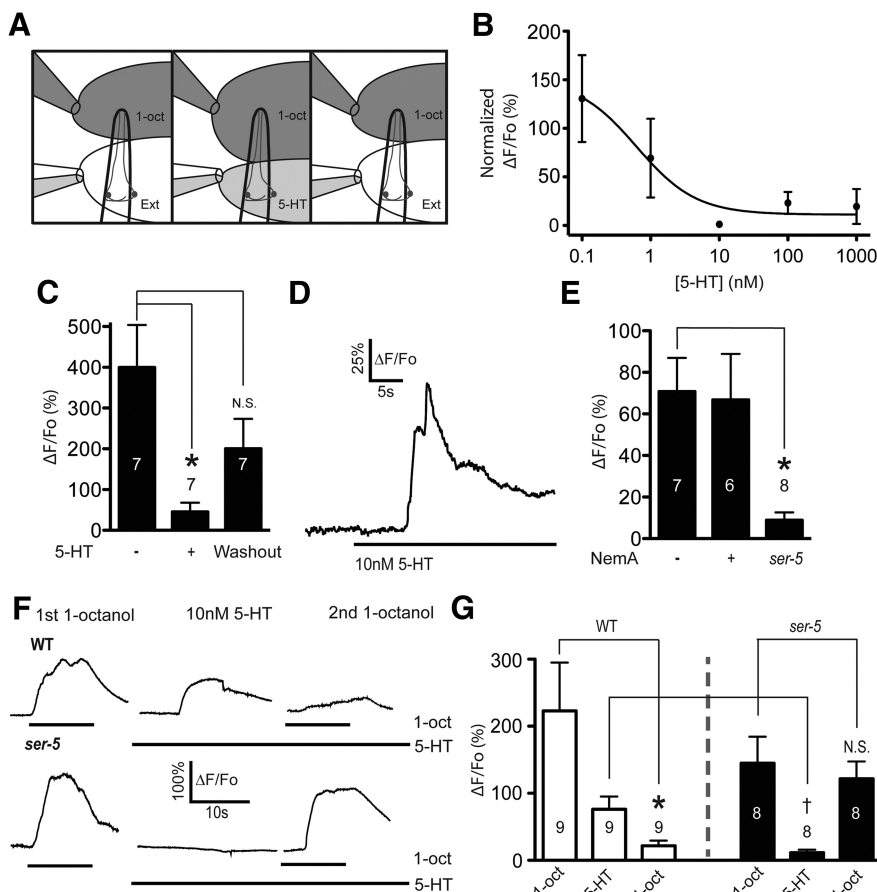 A
1-oct
1-oct
1-oct
Ext
5-HT
Ext
B
Normalized
ΔF/Fo (%)
200
150
100
50
0
0.1 1 10 100 1000
[5-HT] (nM)
C
ΔF/Fo (%)
500
400
300
200
100
0
7
*
7
N.S.
7
5-HT - + Washout
D
25%
ΔF/Fo
5s
10nM 5-HT
E
ΔF/Fo (%)
100
80
60
40
20
0
7
6
*
8
NemA - + ser-5
F
1st 1-octanol 10nM 5-HT 2nd 1-octanol
WT
1-oct
5-HT
ser-5
100%
ΔF/Fo
10s
1-oct
5-HT
G
WT ser-5
ΔF/Fo (%)
300
200
100
0
9
9
*
9
8
†
8
N.S.
8